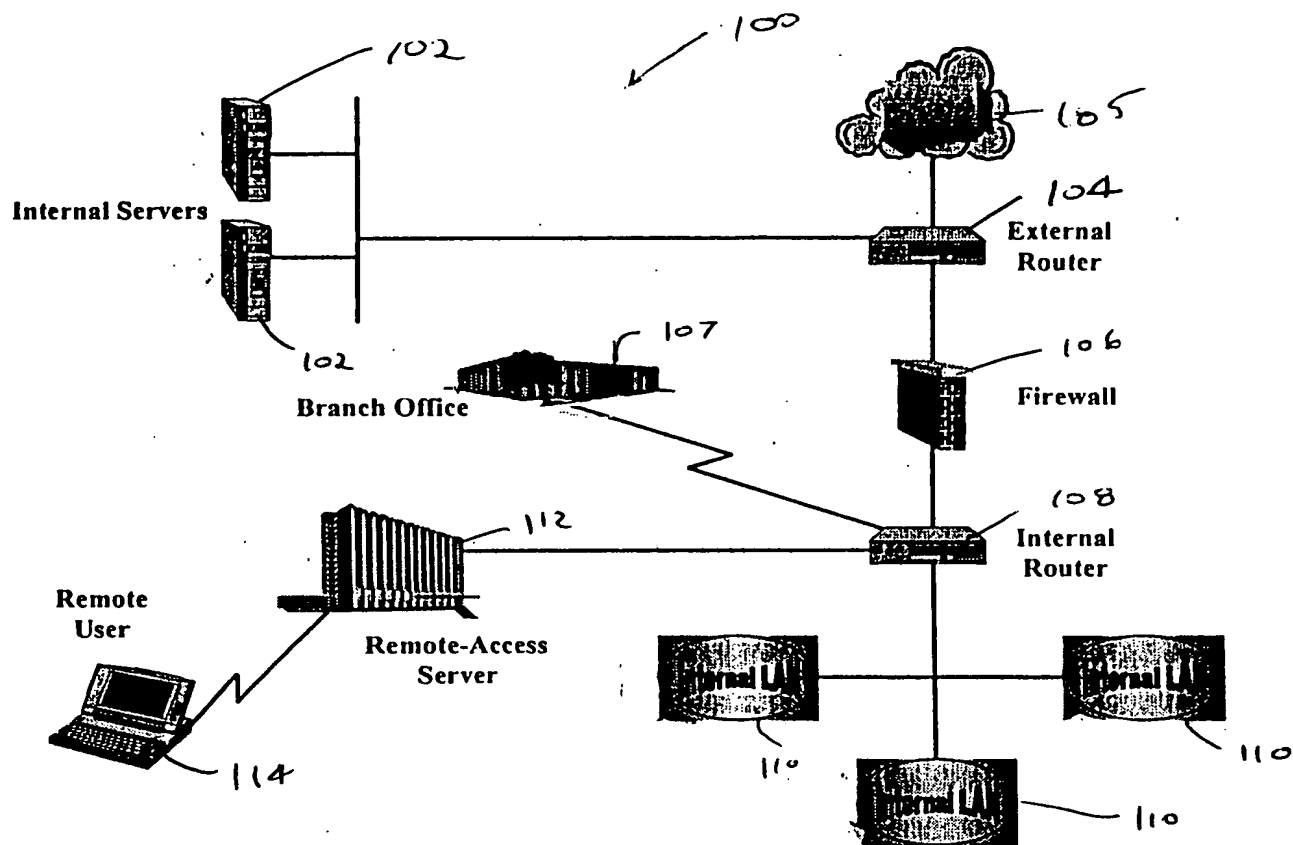 102
100
105
Internal Servers
104
External
Router
102
107
106
Branch Office
Firewall
112
108
Internal
Router
Remote
User
Remote-Access
Server
Internal LAN
Internal LAN
114
110
110
Internal LAN
110